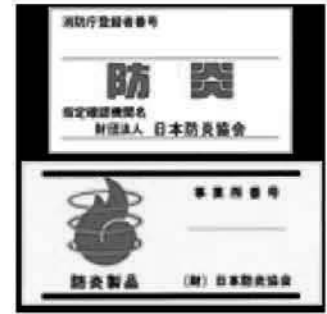 消防庁登録者番号
防炎
指定確認機関名
財団法人 日本防炎協会
事業所番号
防炎製品
(財) 日本防炎協会